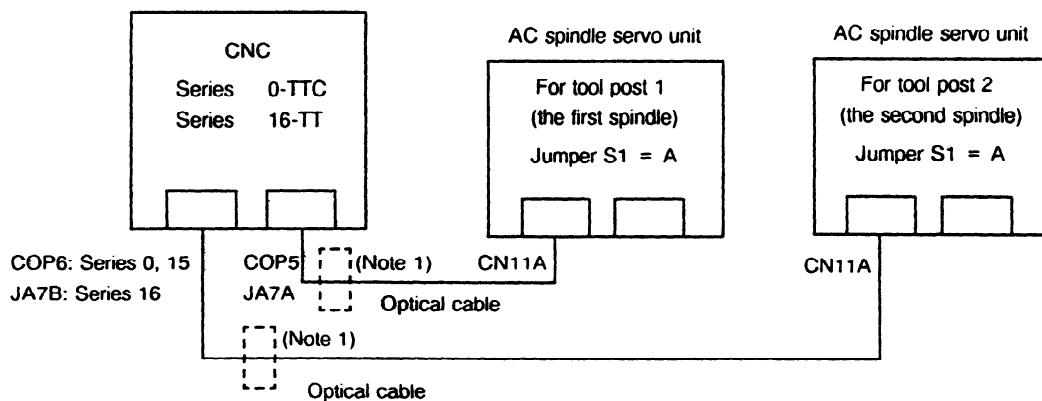 CNC
Series 0-TTC
Series 16-TT
AC spindle servo unit
For tool post 1
(the first spindle)
Jumper S1 = A
AC spindle servo unit
For tool post 2
(the second spindle)
Jumper S1 = A
COP6: Series 0, 15
JA7B: Series 16
COP5
JA7A
(Note 1)
CN11A
Optical cable
CN11A
(Note 1)
Optical cable